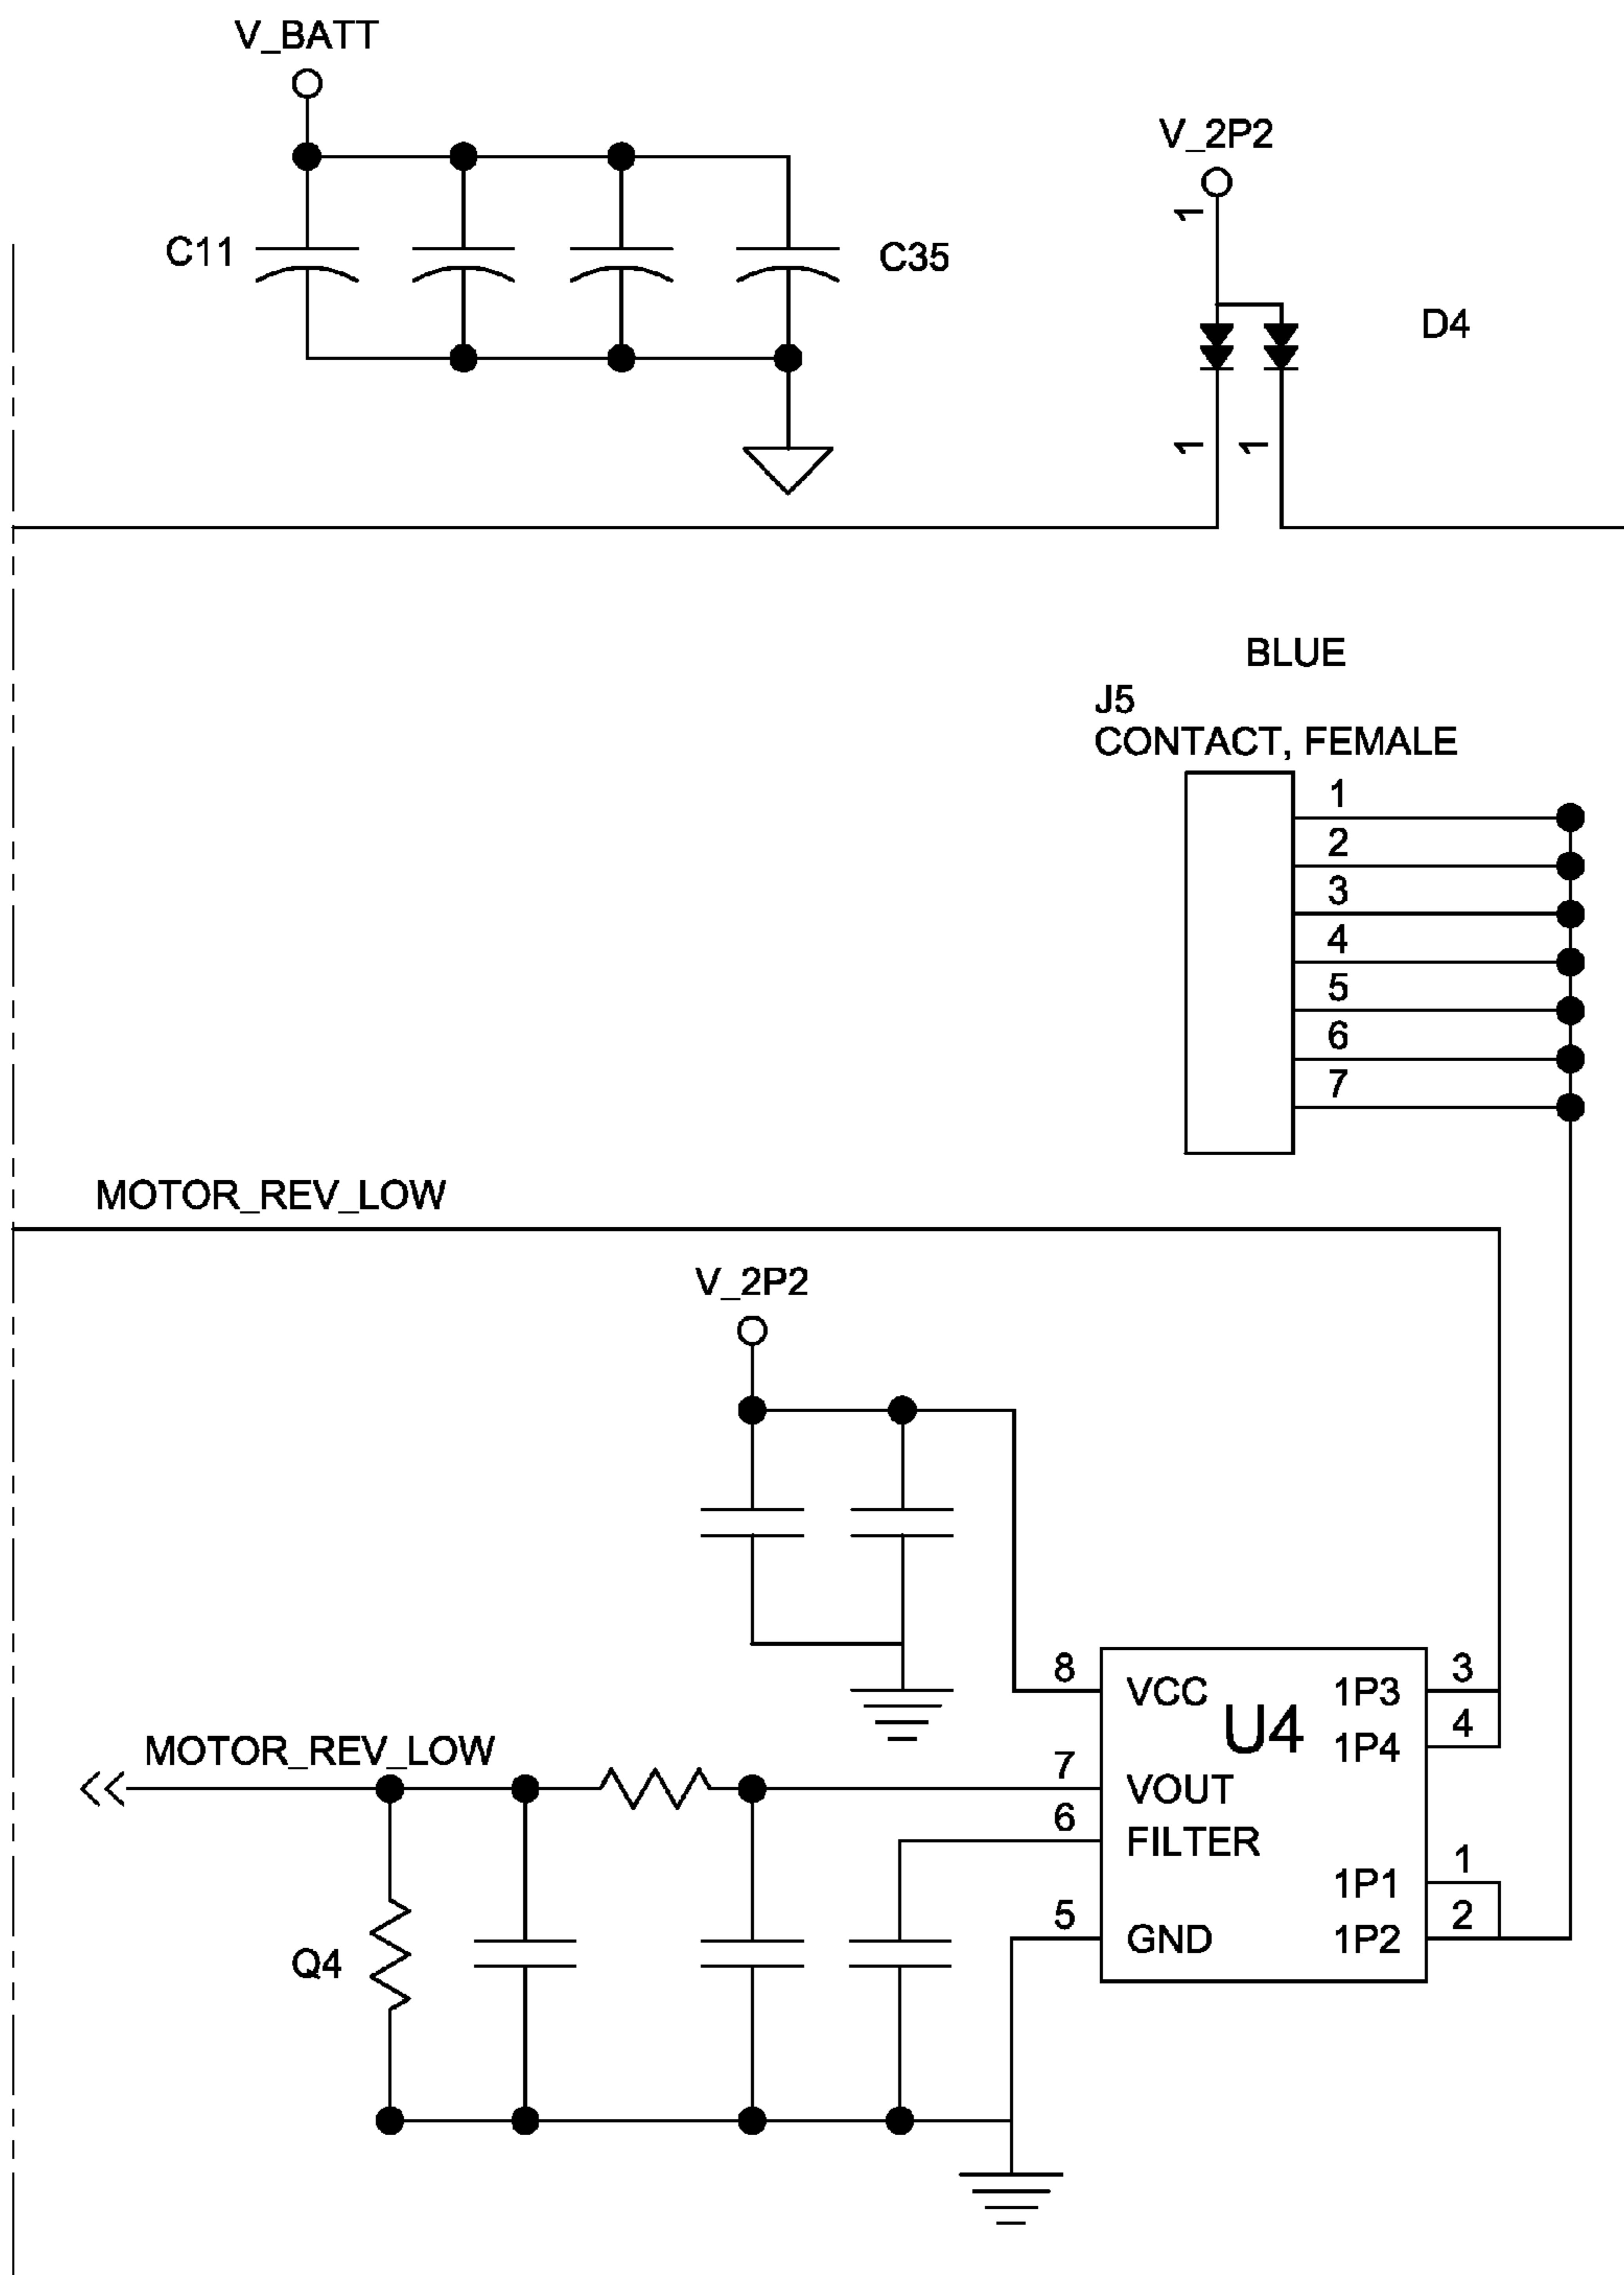 V_BATT
V_2P2
1
C11
C35
D4
1
1
BLUE
J5
CONTACT, FEMALE
1
2
3
4
5
6
7
MOTOR_REV_LOW
V_2P2
8
VCC
1P3
3
U4
4
1P4
MOTOR_REV_LOW
7
VOUT
6
FILTER
1
1P1
5
GND
1P2
2
Q4